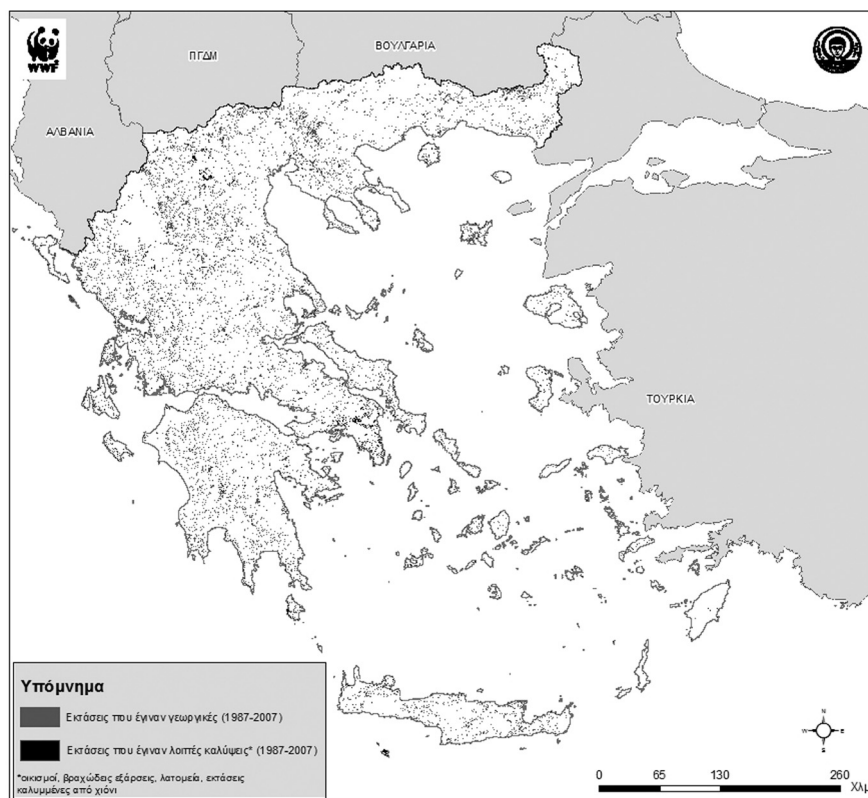 WWF
ΠΓΔΜ
ΒΟΥΛΓΑΡΙΑ
ΑΛΒΑΝΙΑ
ΤΟΥΡΚΙΑ
Υπόμνημα
Εκτάσεις που έγιναν γεωργικές (1987-2007)
Εκτάσεις που έγιναν λοιπές καλύψεις* (1987-2007)
*οικισμοί, βραχώδεις εξάρσεις, λατομεία, εκτάσεις
καλυμμένες από χιόνι
N
W E
S
0 65 130 260
Χλμ